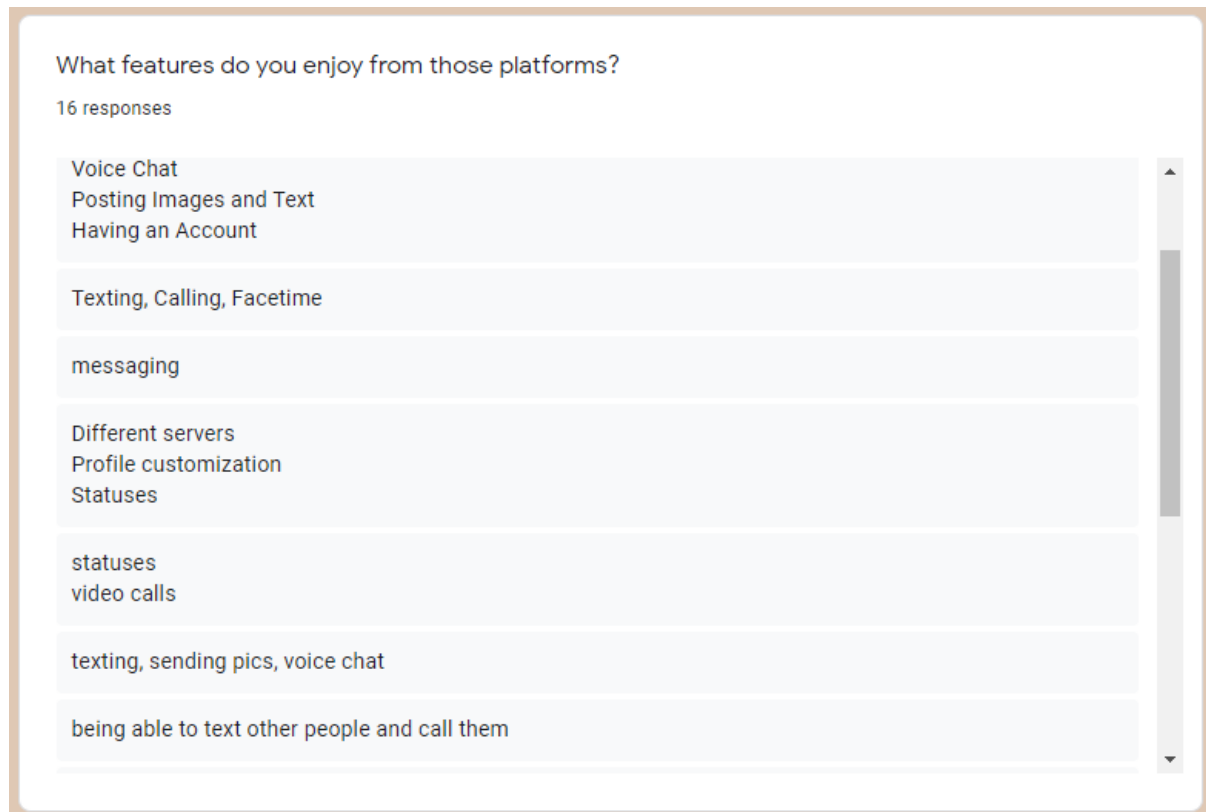 What features do you enjoy from those platforms?
16 responses
Voice Chat
Posting Images and Text
Having an Account
Texting, Calling, Facetime
messaging
Different servers
Profile customization
Statuses
statuses
video calls
texting, sending pics, voice chat
being able to text other people and call them